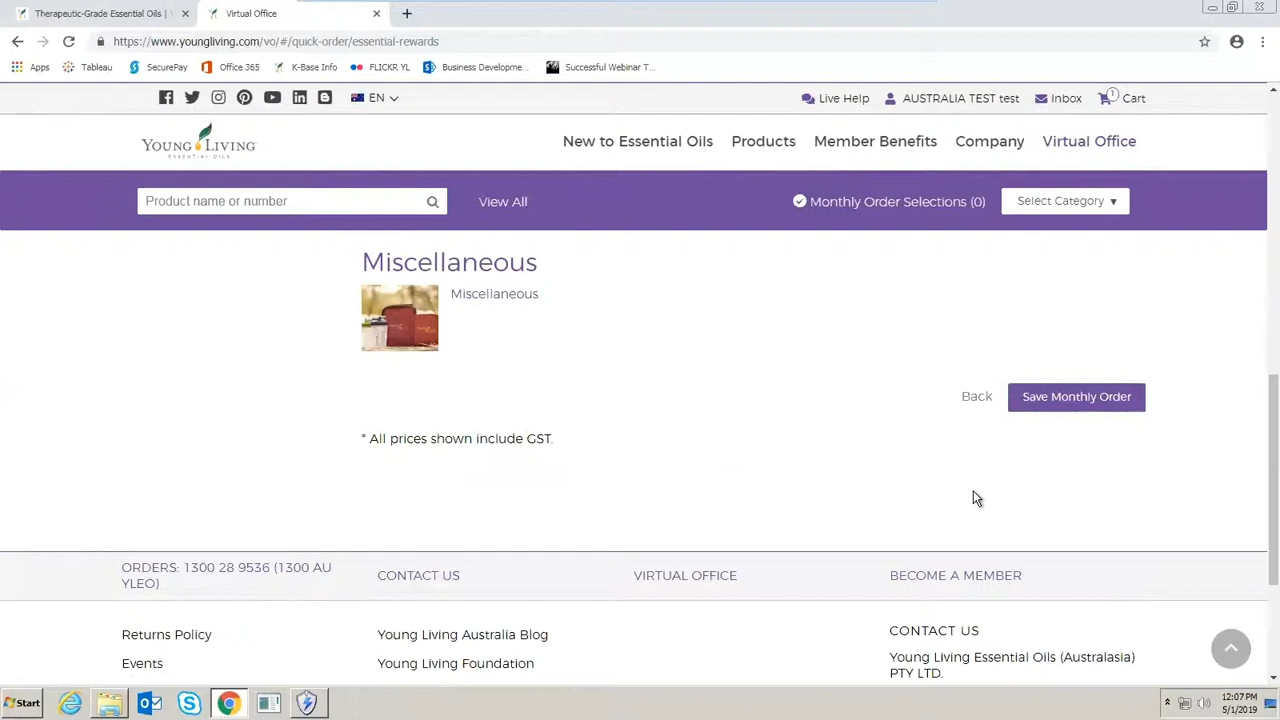 Therapeutic-Grade Essential Oils |
Virtual Office
https://www.youngliving.com/vo/#/quick-order/essential-rewards
Apps
Tableau
SecurePay
Office 365
K-Base Info
FLICKR YL
Business Developme...
Successful Webinar T...
EN
Live Help
AUSTRALIA TEST test
Inbox
1
Cart
YOUNG LIVING
ESSENTIAL OILS
New to Essential Oils
Products
Member Benefits
Company
Virtual Office
Product name or number
View All
Monthly Order Selections (0)
Select Category
Miscellaneous
Miscellaneous
Back
Save Monthly Order
* All prices shown include GST.
ORDERS: 1300 28 9536 (1300 AU
YLEO)
CONTACT US
VIRTUAL OFFICE
BECOME A MEMBER
Returns Policy
Young Living Australia Blog
CONTACT US
Events
Young Living Foundation
Young Living Essential Oils (Australasia)
PTY LTD.
Start
12:07 PM
5/1/2019